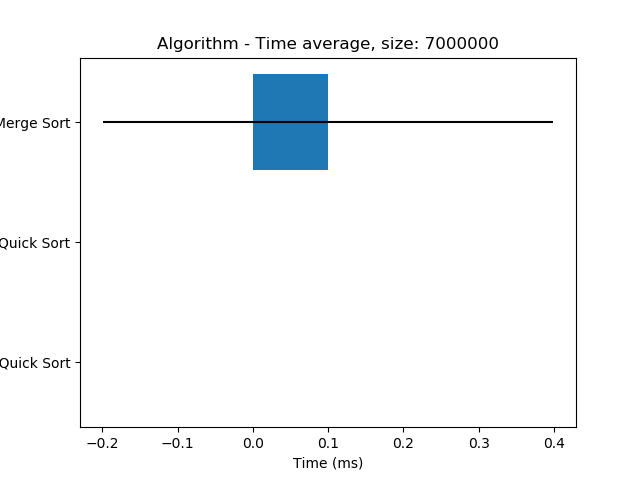 Algorithm - Time average, size: 7000000
Merge Sort
Quick Sort
Quick Sort
−0.2 −0.1 0.0 0.1 0.2 0.3 0.4
Time (ms)